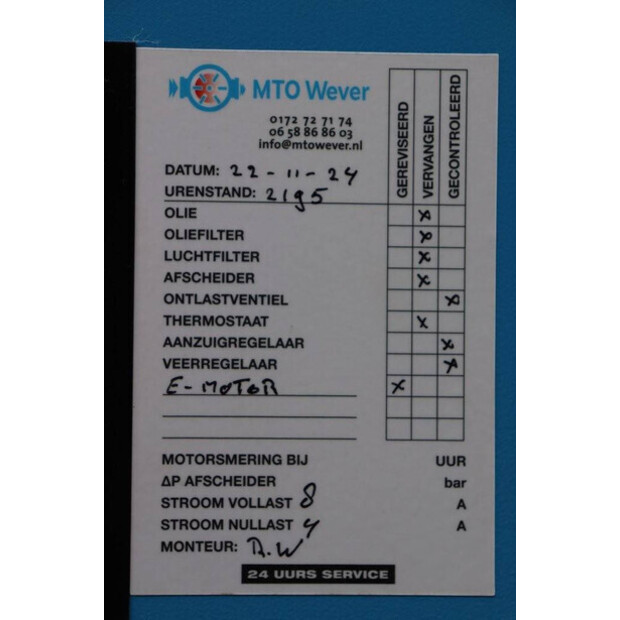 MTO Wever
0172 72 71 74
06 58 86 86 03
info@mtowever.nl
GEREVISEERD
VERVANGEN
GECONTROLEERD
DATUM: 22-11-24
URENSTAND: 2195
OLIE x
OLIEFILTER x
LUCHTFILTER x
AFSCHEIDER x
ONTLASTVENTIEL x
THERMOSTAAT x
AANZUIGREGELAAR x
VEERREGELAAR x
E-MOTOR x
MOTORSMERING BIJ UUR
ΔP AFSCHEIDER bar
STROOM VOLLAST 8 A
STROOM NULLAST 4 A
MONTEUR: R.W
24 UURS SERVICE